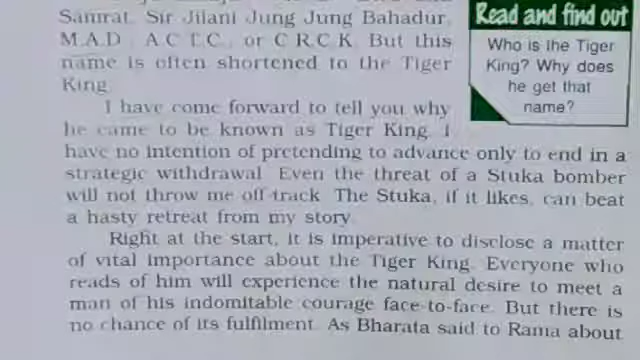 Samrat, Sir Jilani Jung Jung Bahadur,
M.A.D., A.C.T.C., or C.R.C.K. But this
name is often shortened to the Tiger
King.
I have come forward to tell you why
he came to be known as Tiger King. I
have no intention of pretending to advance only to end in a
strategic withdrawal. Even the threat of a Stuka bomber
will not throw me off track. The Stuka, if it likes, can beat
a hasty retreat from my story.
Right at the start, it is imperative to disclose a matter
of vital importance about the Tiger King. Everyone who
reads of him will experience the natural desire to meet a
man of his indomitable courage face-to-face. But there is
no chance of its fulfilment. As Bharata said to Rama about
Read and find out
Who is the Tiger
King? Why does
he get that
name?